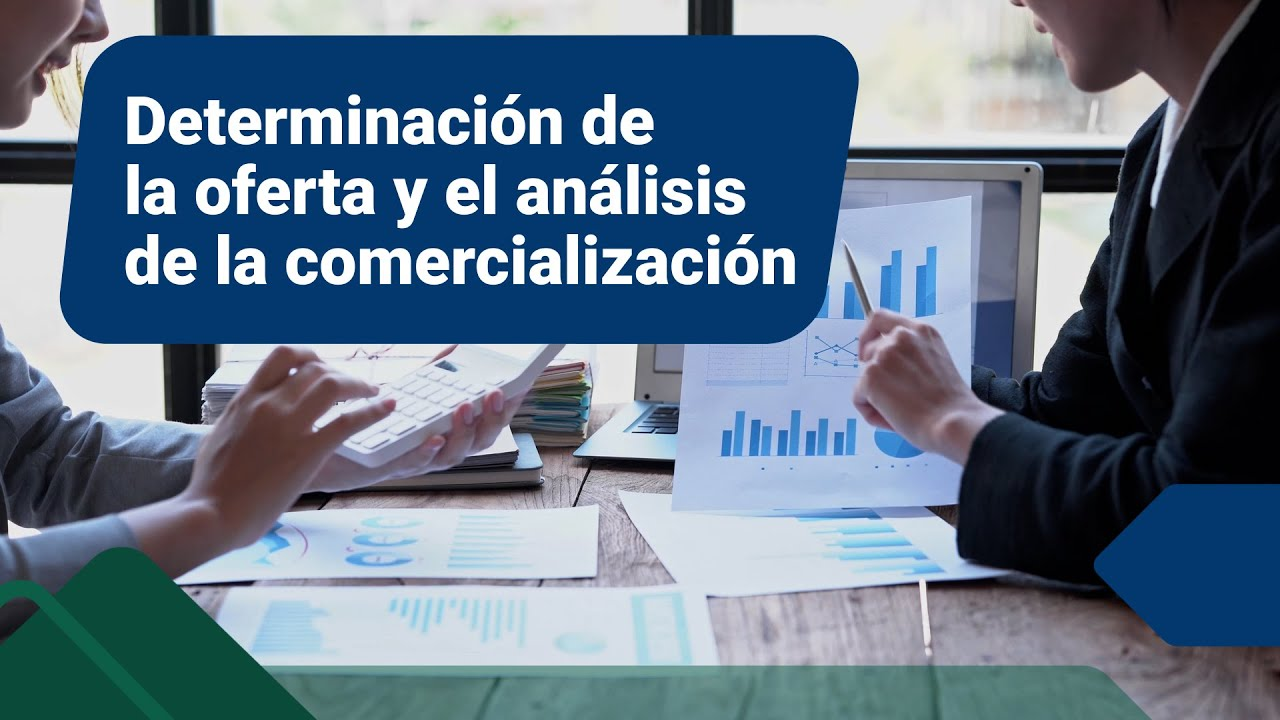 Determinación de
la oferta y el análisis
de la comercialización